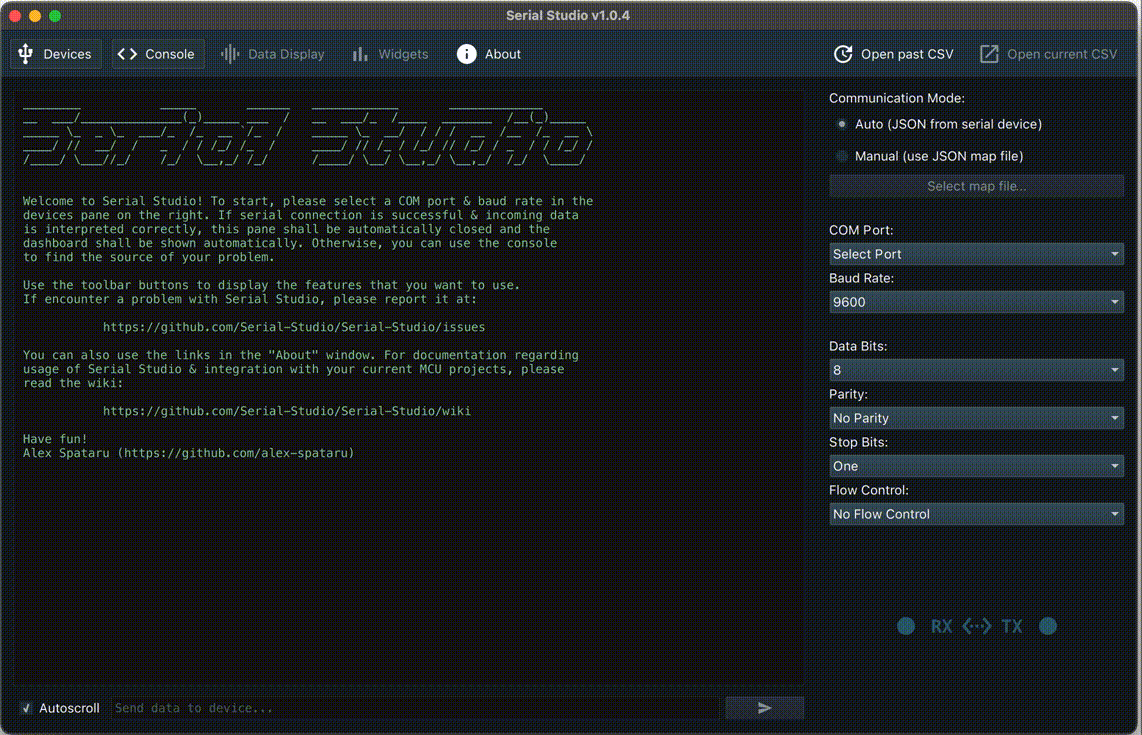 Serial Studio v1.0.4
Devices
Console
Data Display
Widgets
About
Open past CSV
Open current CSV
Serial Studio
Welcome to Serial Studio! To start, please select a COM port & baud rate in the
devices pane on the right. If serial connection is successful & incoming data
is interpreted correctly, this pane shall be automatically closed and the
dashboard shall be shown automatically. Otherwise, you can use the console
to find the source of your problem.
Use the toolbar buttons to display the features that you want to use.
If encounter a problem with Serial Studio, please report it at:
https://github.com/Serial-Studio/Serial-Studio/issues
You can also use the links in the "About" window. For documentation regarding
usage of Serial Studio & integration with your current MCU projects, please
read the wiki:
https://github.com/Serial-Studio/Serial-Studio/wiki
Have fun!
Alex Spataru (https://github.com/alex-spataru)
Autoscroll
Send data to device...
Communication Mode:
Auto (JSON from serial device)
Manual (use JSON map file)
Select map file...
COM Port:
Select Port
Baud Rate:
9600
Data Bits:
8
Parity:
No Parity
Stop Bits:
One
Flow Control:
No Flow Control
RX
TX